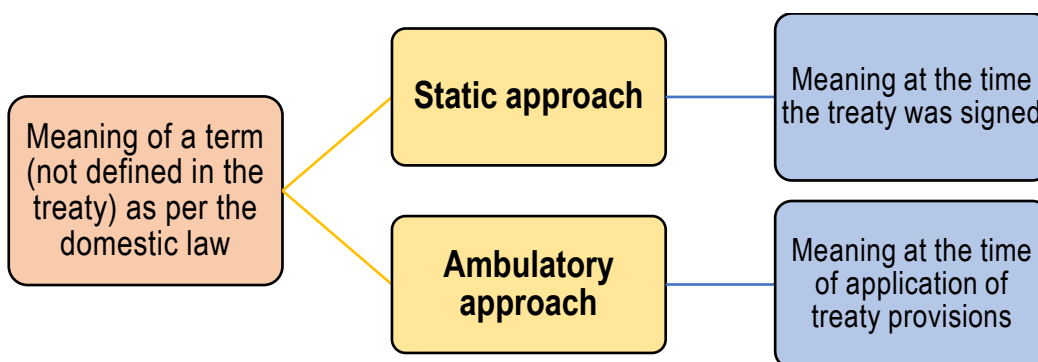 Meaning of a term
(not defined in the
treaty) as per the
domestic law
Static approach
Meaning at the time
the treaty was signed
Ambulatory
approach
Meaning at the time
of application of
treaty provisions